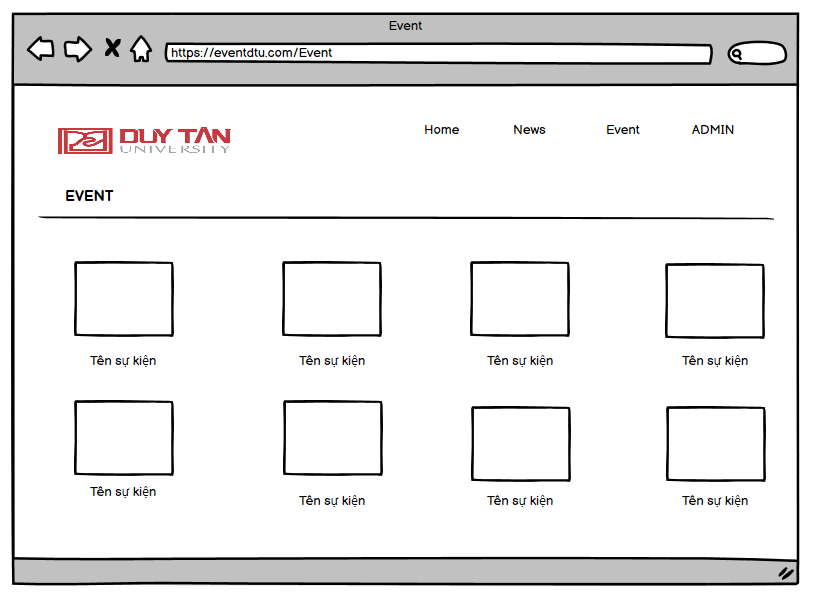 Event
https://eventdtu.com/Event
DUY TÂN
UNIVERSITY
Home News Event ADMIN
EVENT
Tên sự kiện Tên sự kiện Tên sự kiện Tên sự kiện
Tên sự kiện Tên sự kiện Tên sự kiện Tên sự kiện